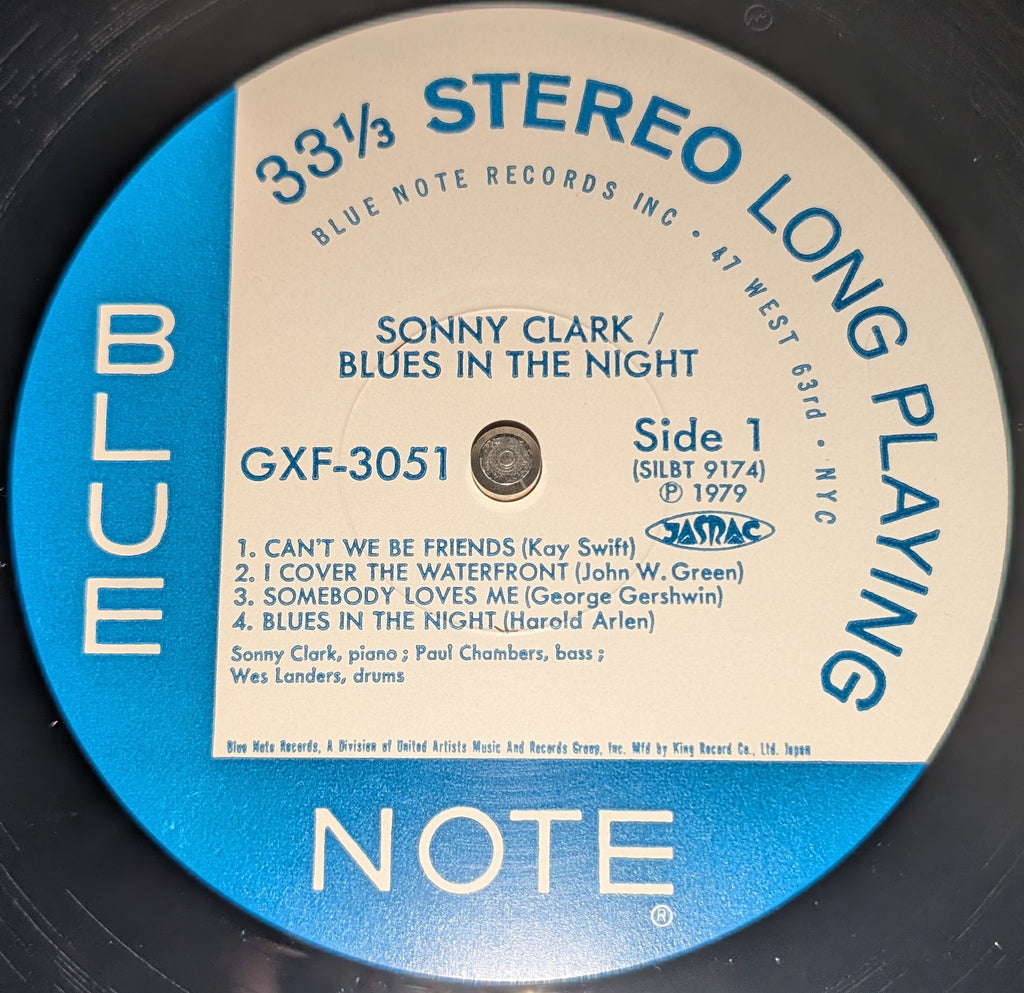 33⅓ STEREO LONG PLAYING
BLUE NOTE RECORDS INC • 47 WEST 63rd • NYC
SONNY CLARK /
BLUES IN THE NIGHT
GXF-3051
Side 1
(SILBT 9174)
Ⓟ 1979
JASRAC
1. CAN'T WE BE FRIENDS (Kay Swift)
2. I COVER THE WATERFRONT (John W. Green)
3. SOMEBODY LOVES ME (George Gershwin)
4. BLUES IN THE NIGHT (Harold Arlen)
Sonny Clark, piano ; Paul Chambers, bass ;
Wes Landers, drums
Blue Note Records, A Division of United Artists Music And Records Group, Inc. Mfd by King Record Co., Ltd. Japan
BLUE
NOTE
®